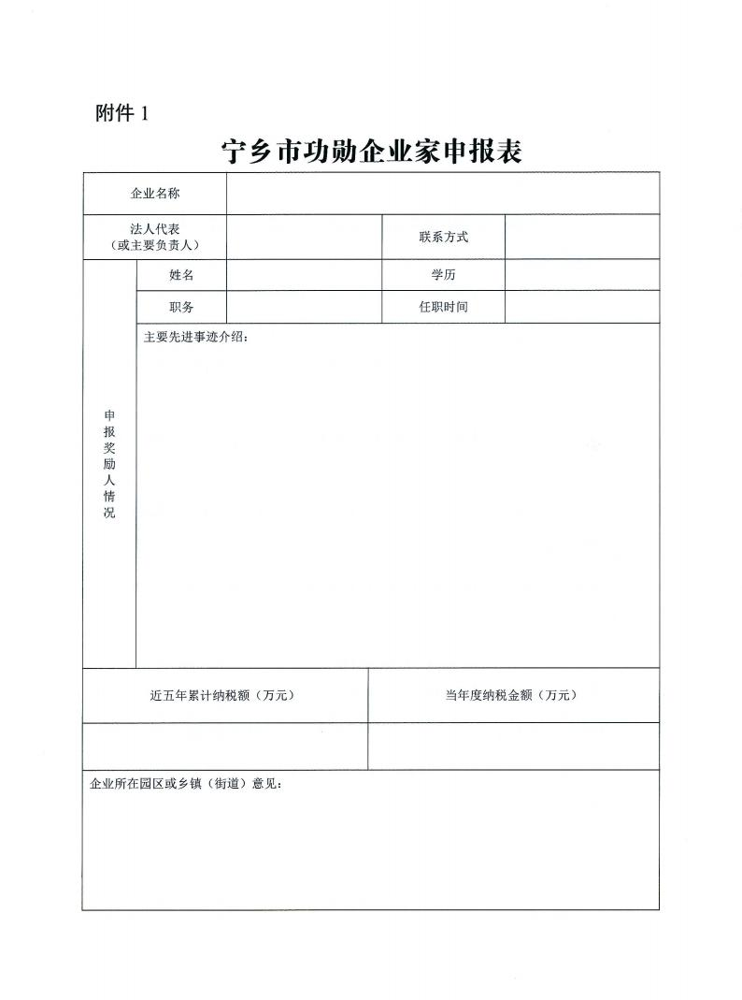 附件 1
宁乡市功勋企业家申报表
企业名称
法人代表
（或主要负责人）
联系方式
姓名
学历
职务
任职时间
申报奖励人情况
主要先进事迹介绍：
近五年累计纳税额（万元）
当年度纳税金额（万元）
企业所在园区或乡镇（街道）意见：